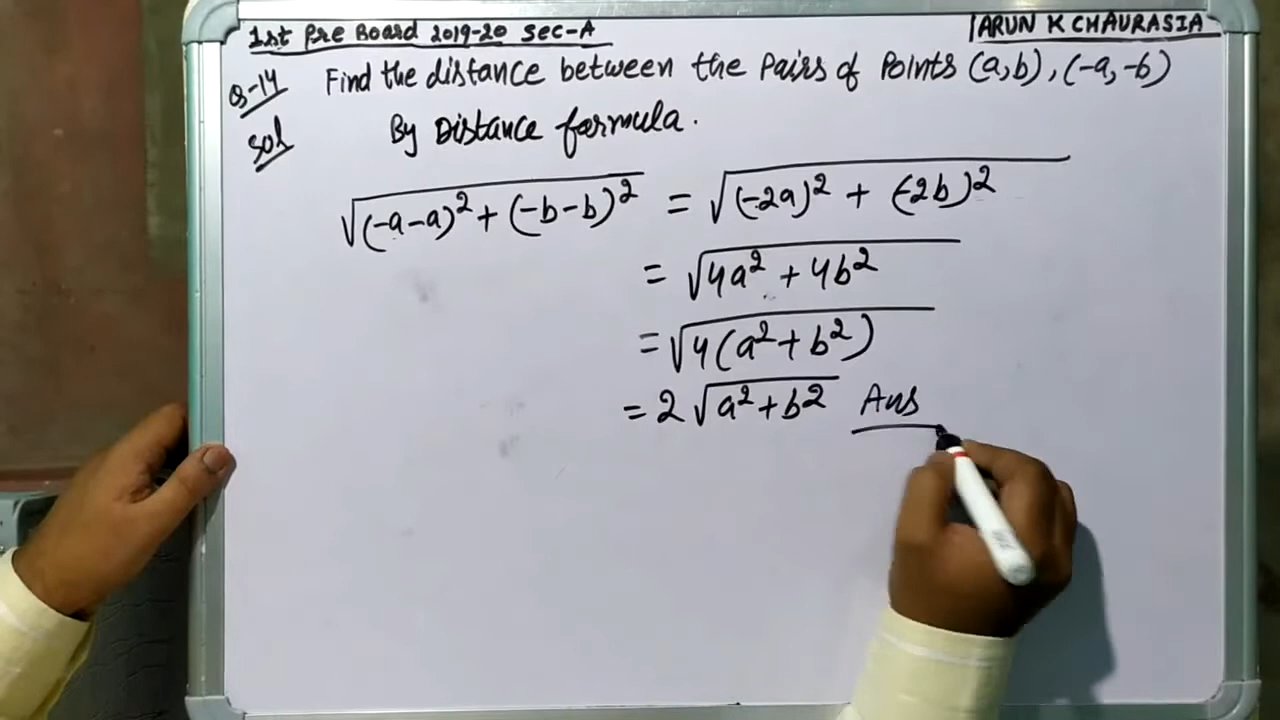 1st Pre Board 2019-20 Sec-A
ARUN K CHAURASIA
Q-14 Find the distance between the Pairs of Points (a,b), (-a,-b)
Sol By Distance formula.
√((-a-a)² + (-b-b)²) = √((-2a)² + (-2b)²)
= √(4a² + 4b²)
= √(4(a²+b²))
= 2√(a²+b²) Ans